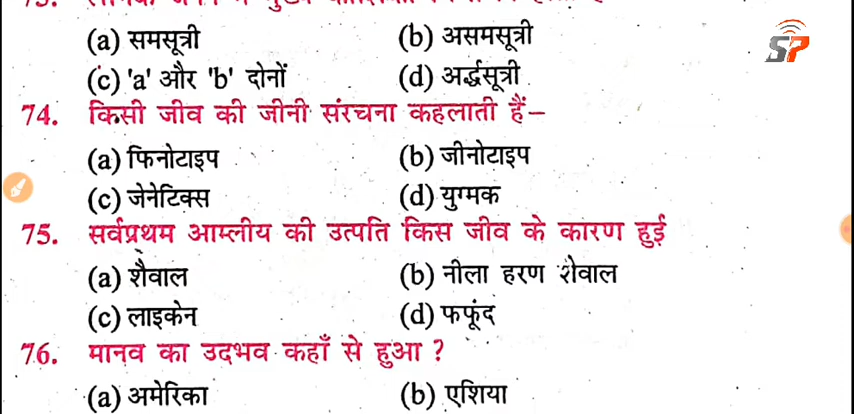 SP
(a) समसूत्री (b) असमसूत्री
(c) 'a' और 'b' दोनों (d) अर्द्धसूत्री
74. किसी जीव की जीनी संरचना कहलाती हैं–
(a) फिनोटाइप (b) जीनोटाइप
(c) जेनेटिक्स (d) युग्मक
75. सर्वप्रथम आम्लीय की उत्पति किस जीव के कारण हुई
(a) शैवाल (b) नीला हरण शैवाल
(c) लाइकेन (d) फफूंद
76. मानव का उदभव कहाँ से हुआ ?
(a) अमेरिका (b) एशिया